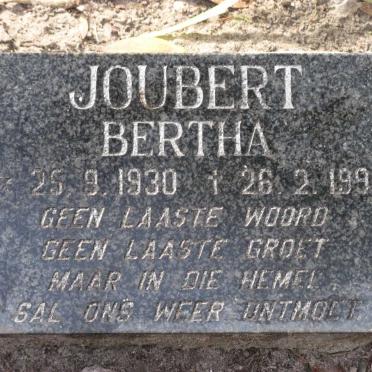 JOUBERT
BERTHA
* 25.9.1930 † 26.2.199
GEEN LAASTE WOORD
GEEN LAASTE GROET
MAAR IN DIE HEMEL
SAL ONS WEER ONTMOET